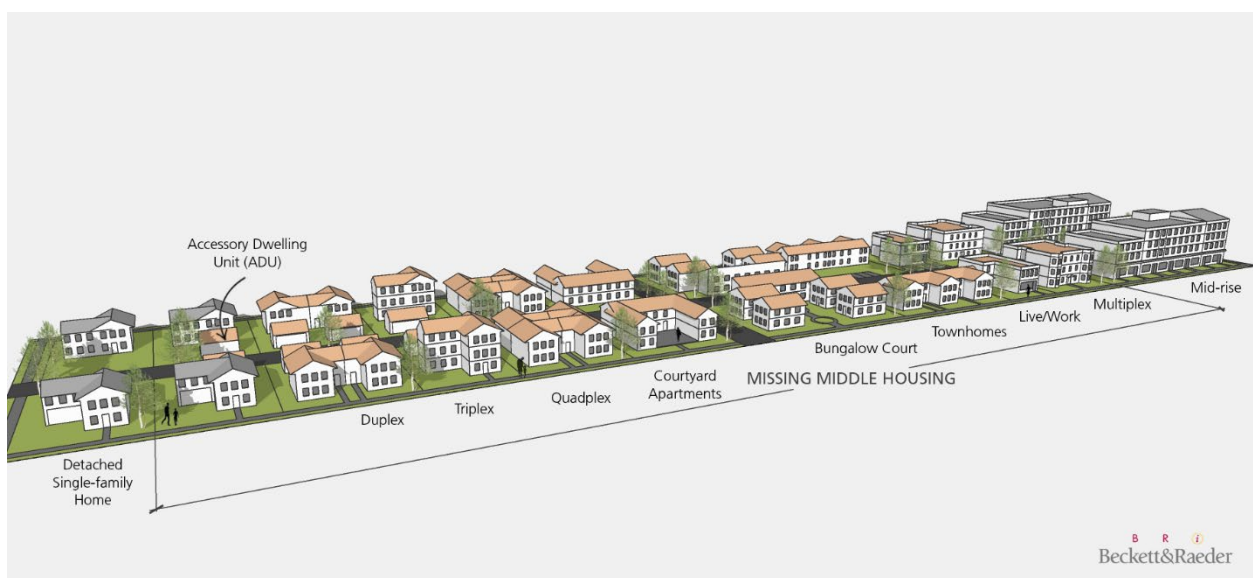 Accessory Dwelling
Unit (ADU)
Detached
Single-family
Home
Duplex
Triplex
Quadplex
Courtyard
Apartments
Bungalow Court
Townhomes
Live/Work
Multiplex
Mid-rise
MISSING MIDDLE HOUSING
B R i
Beckett&Raeder